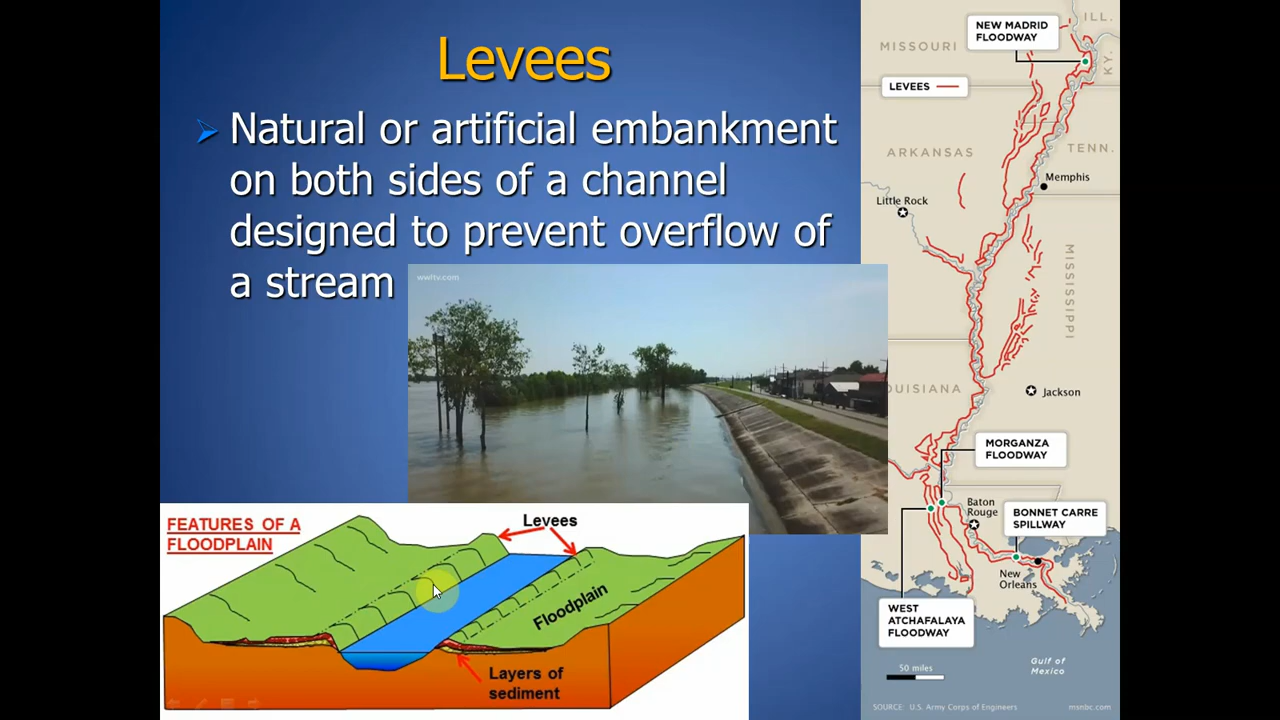 Levees
Natural or artificial embankment
on both sides of a channel
designed to prevent overflow of
a stream
wwltv.com
FEATURES OF A
FLOODPLAIN
Levees
Floodplain
Layers of
sediment
NEW MADRID
FLOODWAY
ILL.
MISSOURI
KY.
LEVEES
ARKANSAS
TENN.
Memphis
Little Rock
MISSISSIPPI
OUISIANA
Jackson
MORGANZA
FLOODWAY
Baton
Rouge
BONNET CARRE
SPILLWAY
New
Orleans
WEST
ATCHAFALAYA
FLOODWAY
50 miles
Gulf of
Mexico
SOURCE: U.S. Army Corps of Engineers
msnbc.com